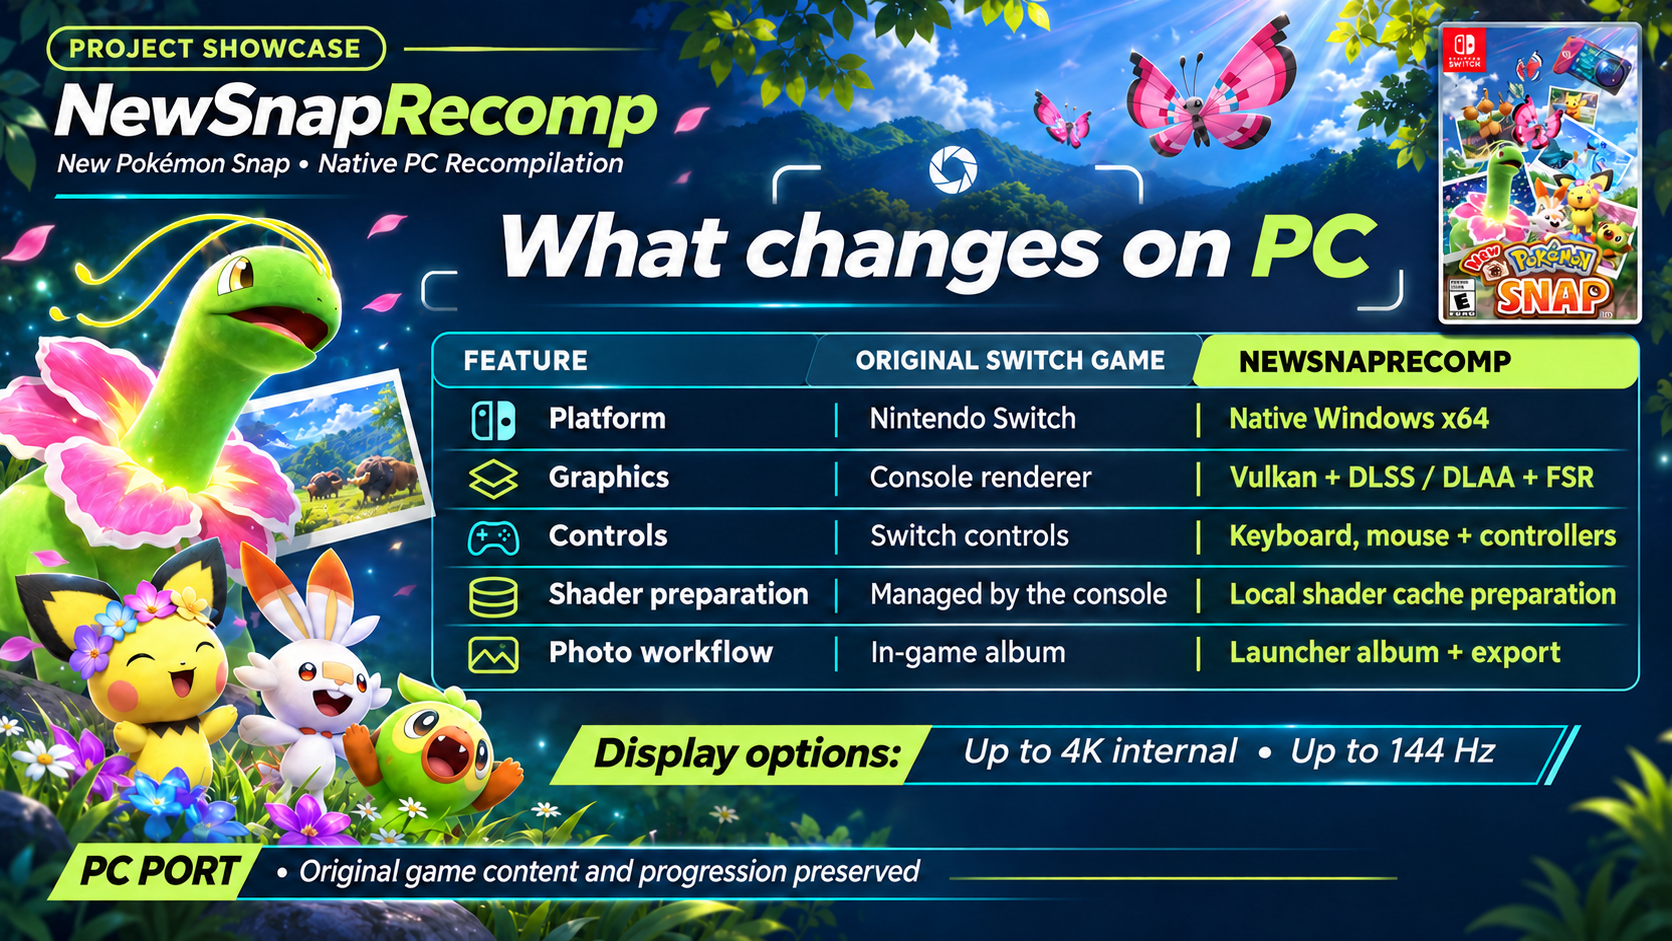 PROJECT SHOWCASE
NewSnapRecomp
New Pokémon Snap • Native PC Recompilation
What changes on PC
NINTENDO
SWITCH
New Pokémon
SNAP
E
FEATURE ORIGINAL SWITCH GAME NEWSNAPRECOMP
Platform Nintendo Switch Native Windows x64
Graphics Console renderer Vulkan + DLSS / DLAA + FSR
Controls Switch controls Keyboard, mouse + controllers
Shader preparation Managed by the console Local shader cache preparation
Photo workflow In-game album Launcher album + export
Display options: Up to 4K internal • Up to 144 Hz
PC PORT • Original game content and progression preserved